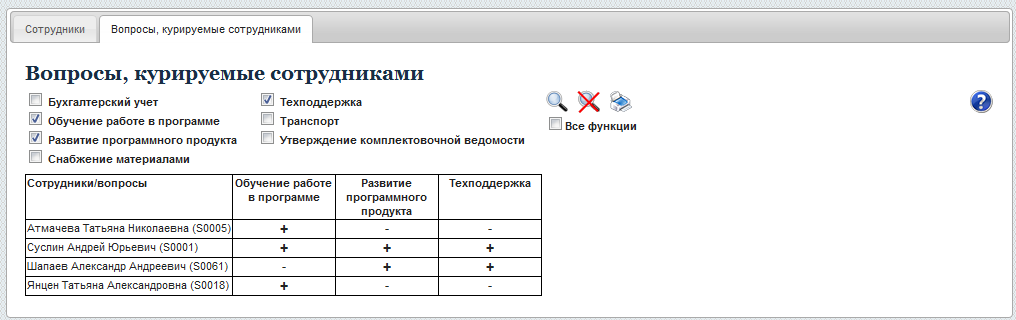 Сотрудники
Вопросы, курируемые сотрудниками
Вопросы, курируемые сотрудниками
Бухгалтерский учет
Обучение работе в программе
Развитие программного продукта
Снабжение материалами
Техподдержка
Транспорт
Утверждение комплектовочной ведомости
Все функции
?
Сотрудники/вопросы
Обучение работе
в программе
Развитие
программного
продукта
Техподдержка
Атмачева Татьяна Николаевна (S0005) + - -
Суслин Андрей Юрьевич (S0001) + + +
Шапаев Александр Андреевич (S0061) - + +
Янцен Татьяна Александровна (S0018) + - -